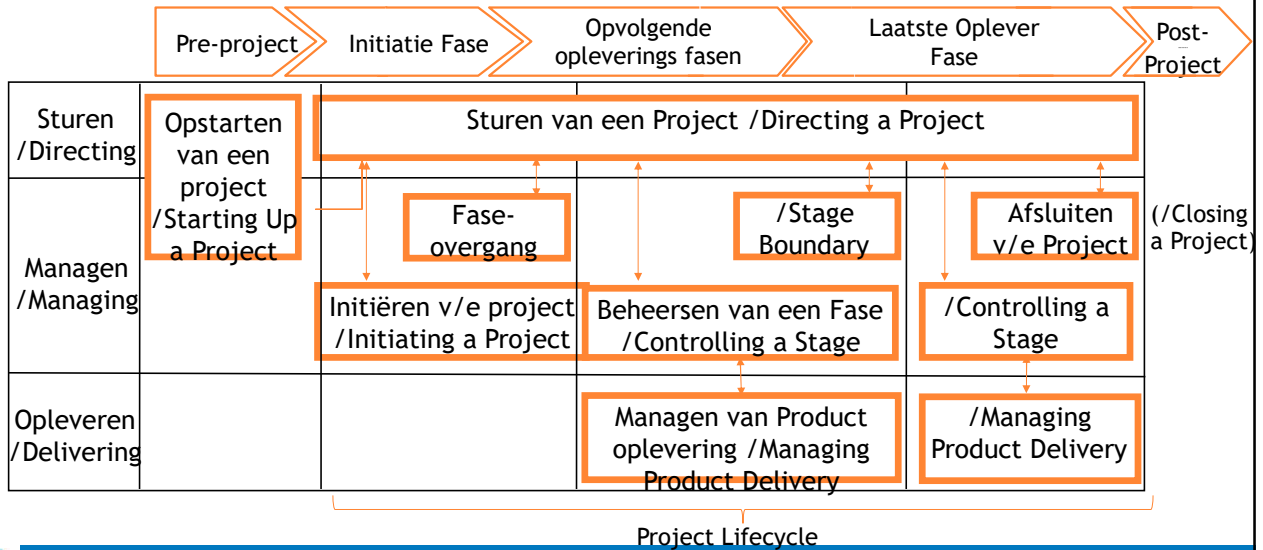 Pre-project
Initiatie Fase
Opvolgende
opleverings fasen
Laatste Oplever
Fase
Post-
Project
Sturen
/Directing
Opstarten
van een
project
/Starting Up
a Project
Sturen van een Project /Directing a Project
Managen
/Managing
Fase-
overgang
/Stage
Boundary
Afsluiten
v/e Project
(/Closing
a Project)
Initiëren v/e project
/Initiating a Project
Beheersen van een Fase
/Controlling a Stage
/Controlling a
Stage
Opleveren
/Delivering
Managen van Product
oplevering /Managing
Product Delivery
/Managing
Product Delivery
Project Lifecycle